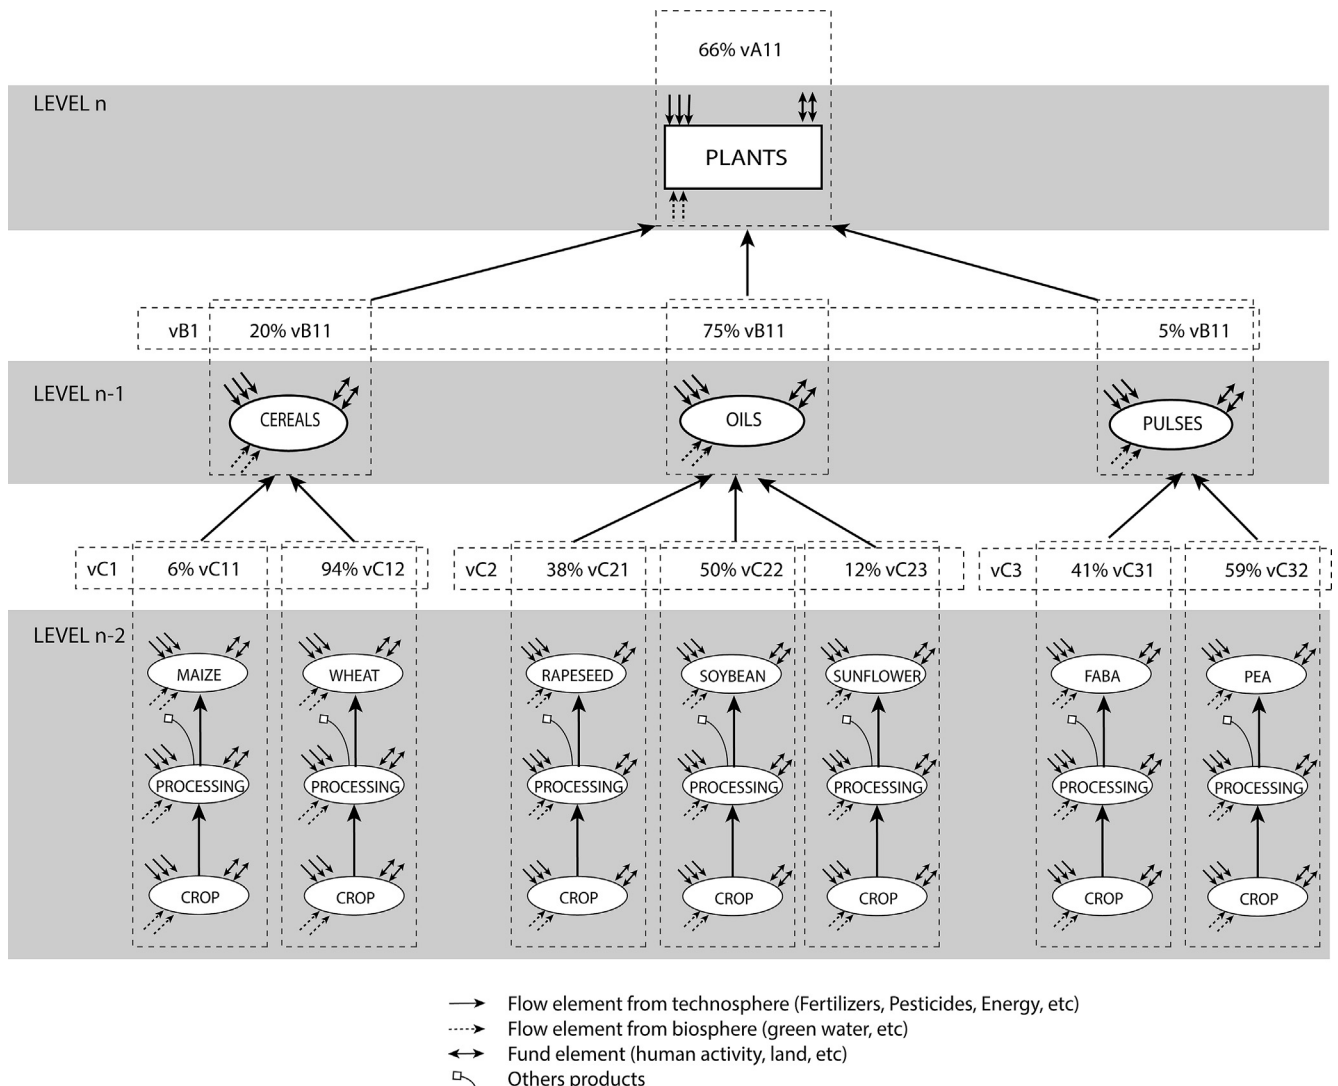 66% vA11
LEVEL n
PLANTS
vB1 20% vB11 75% vB11 5% vB11
LEVEL n-1
CEREALS OILS PULSES
vC1 6% vC11 94% vC12 vC2 38% vC21 50% vC22 12% vC23 vC3 41% vC31 59% vC32
LEVEL n-2
MAIZE WHEAT RAPESEED SOYBEAN SUNFLOWER FABA PEA
PROCESSING PROCESSING PROCESSING PROCESSING PROCESSING PROCESSING PROCESSING
CROP CROP CROP CROP CROP CROP CROP
Flow element from technosphere (Fertilizers, Pesticides, Energy, etc)
Flow element from biosphere (green water, etc)
Fund element (human activity, land, etc)
Others products